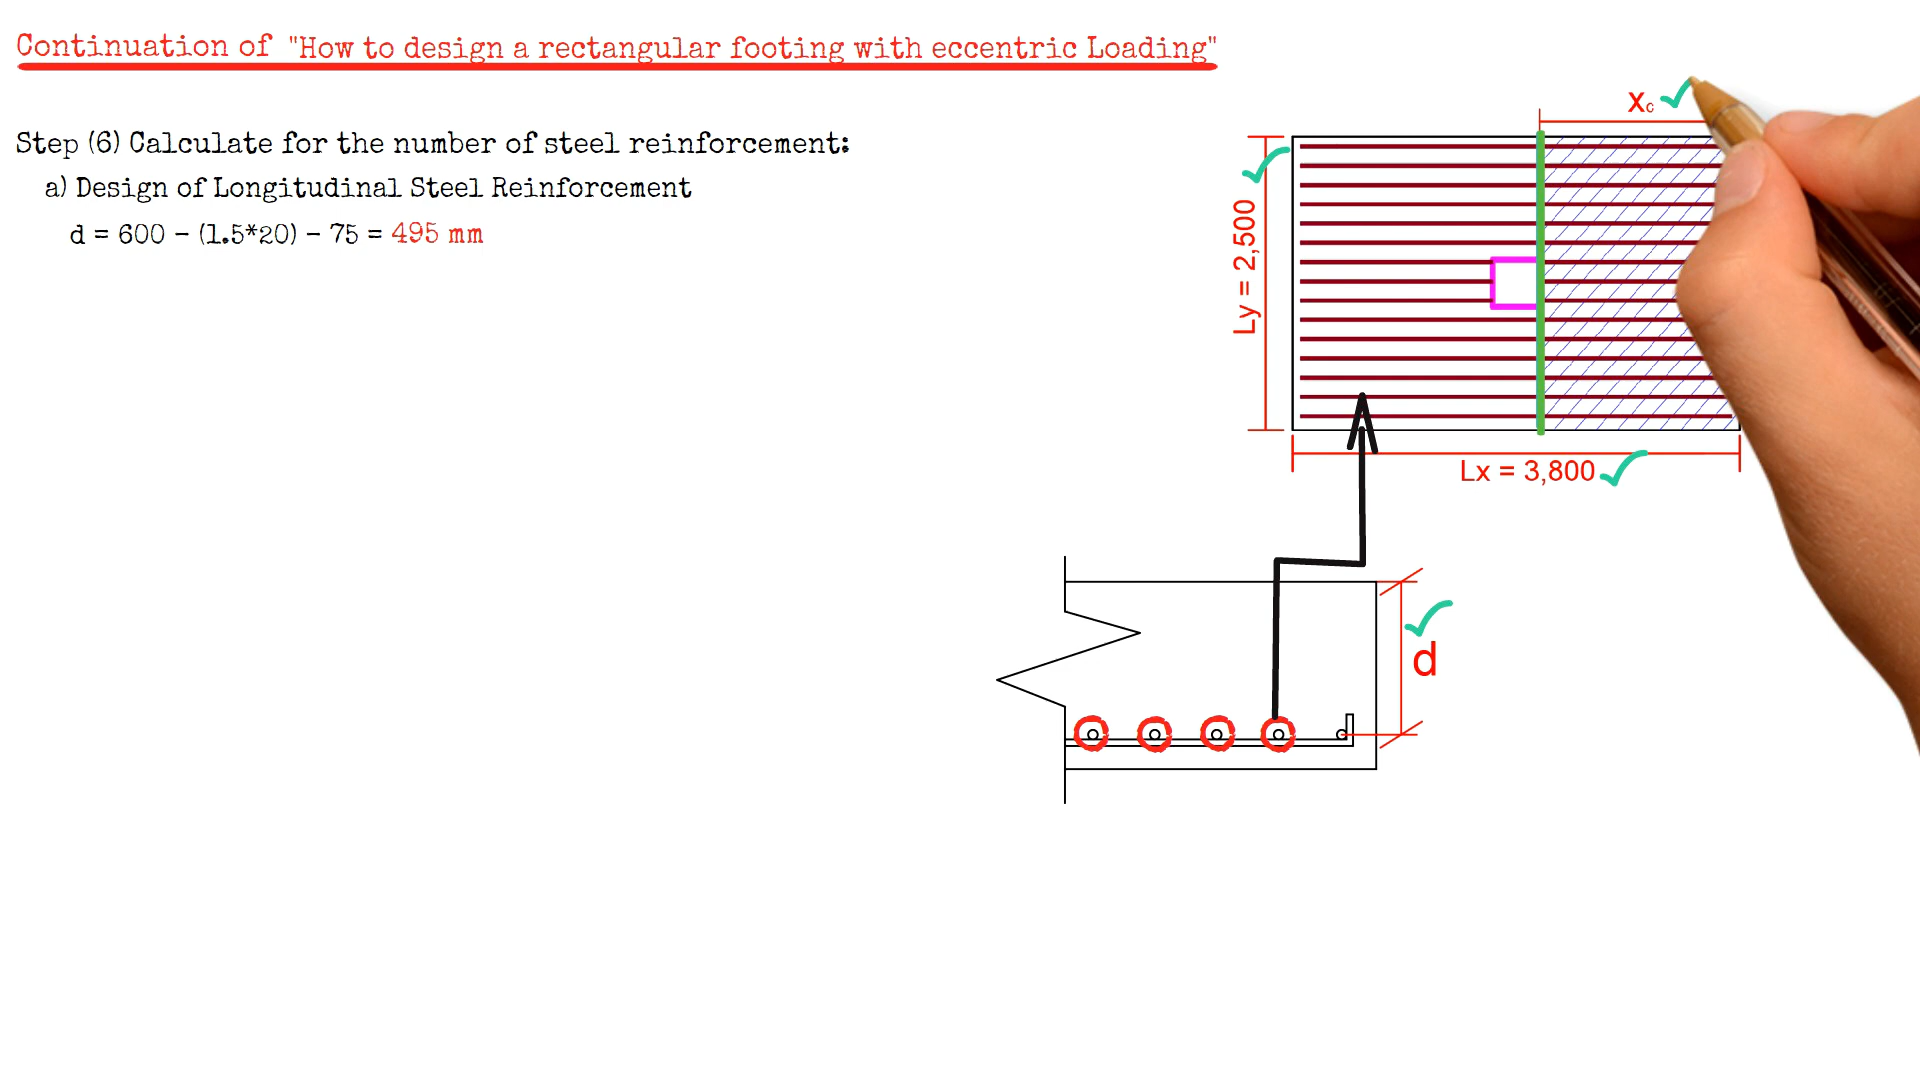 Continuation of "How to design a rectangular footing with eccentric Loading"
Step (6) Calculate for the number of steel reinforcement:
a) Design of Longitudinal Steel Reinforcement
d = 600 - (1.5*20) - 75 = 495 mm
Xc
Ly = 2,500
Lx = 3,800
d